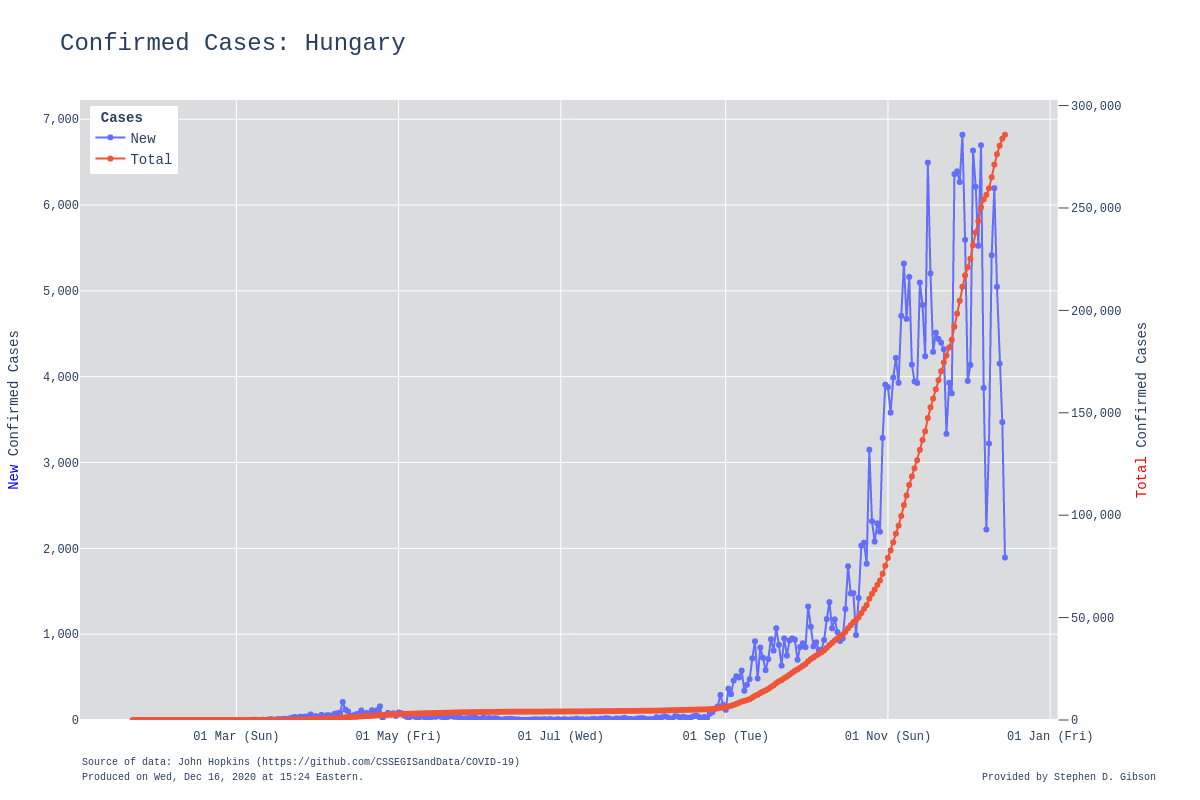 Confirmed Cases: Hungary
Cases
New
Total
7,000
6,000
5,000
4,000
3,000
2,000
1,000
0
New Confirmed Cases
300,000
250,000
200,000
150,000
100,000
50,000
0
Total Confirmed Cases
01 Mar (Sun)
01 May (Fri)
01 Jul (Wed)
01 Sep (Tue)
01 Nov (Sun)
01 Jan (Fri)
Source of data: John Hopkins (https://github.com/CSSEGISandData/COVID-19)
Produced on Wed, Dec 16, 2020 at 15:24 Eastern.
Provided by Stephen D. Gibson